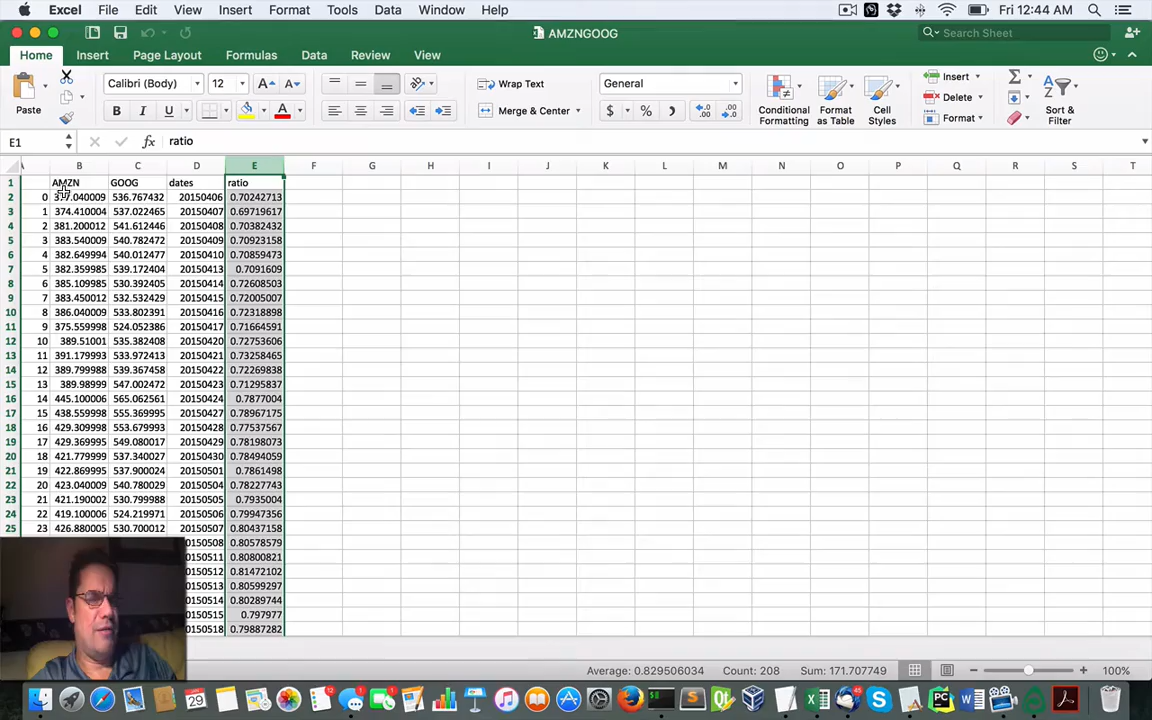 Excel File Edit View Insert Format Tools Data Window Help Fri 12:44 AM
AMZNGOOG Search Sheet
Home Insert Page Layout Formulas Data Review View
Calibri (Body) 12 A A Wrap Text General Insert
Paste B I U A Merge & Center $ % Conditional Formatting Format as Table Cell Styles Delete Format Sort & Filter
E1 fx ratio
A B C D E F G H I J K L M N O P Q R S T
1 AMZN GOOG dates ratio
2 0 377.040009 536.767432 20150406 0.70242713
3 1 374.410004 537.022465 20150407 0.69719617
4 2 381.200012 541.612446 20150408 0.70382432
5 3 383.540009 540.782472 20150409 0.70923158
6 4 382.649994 540.012477 20150410 0.70859473
7 5 382.359985 539.172404 20150413 0.7091609
8 6 385.109985 530.392405 20150414 0.72608503
9 7 383.450012 532.532429 20150415 0.72005007
10 8 386.040009 533.802391 20150416 0.72318898
11 9 375.559998 524.052386 20150417 0.71664591
12 10 389.51001 535.382408 20150420 0.72753606
13 11 391.179993 533.972413 20150421 0.73258465
14 12 389.799988 539.367458 20150422 0.72269838
15 13 389.98999 547.002472 20150423 0.71295837
16 14 445.100006 565.062561 20150424 0.7877004
17 15 438.559998 555.369995 20150427 0.78967175
18 16 429.309998 553.679993 20150428 0.77537567
19 17 429.369995 549.080017 20150429 0.78198073
20 18 421.779999 537.340027 20150430 0.78494059
21 19 422.869995 537.900024 20150501 0.7861498
22 20 423.040009 540.780029 20150504 0.78227743
23 21 421.190002 530.799988 20150505 0.7935004
24 22 419.100006 524.219971 20150506 0.79947356
25 23 426.880005 530.700012 20150507 0.80437158
0150508 0.80578579
0150511 0.80800821
0150512 0.81472102
0150513 0.80599297
0150514 0.80289744
0150515 0.797977
0150518 0.79887282
Average: 0.829506034 Count: 208 Sum: 171.707749 100%